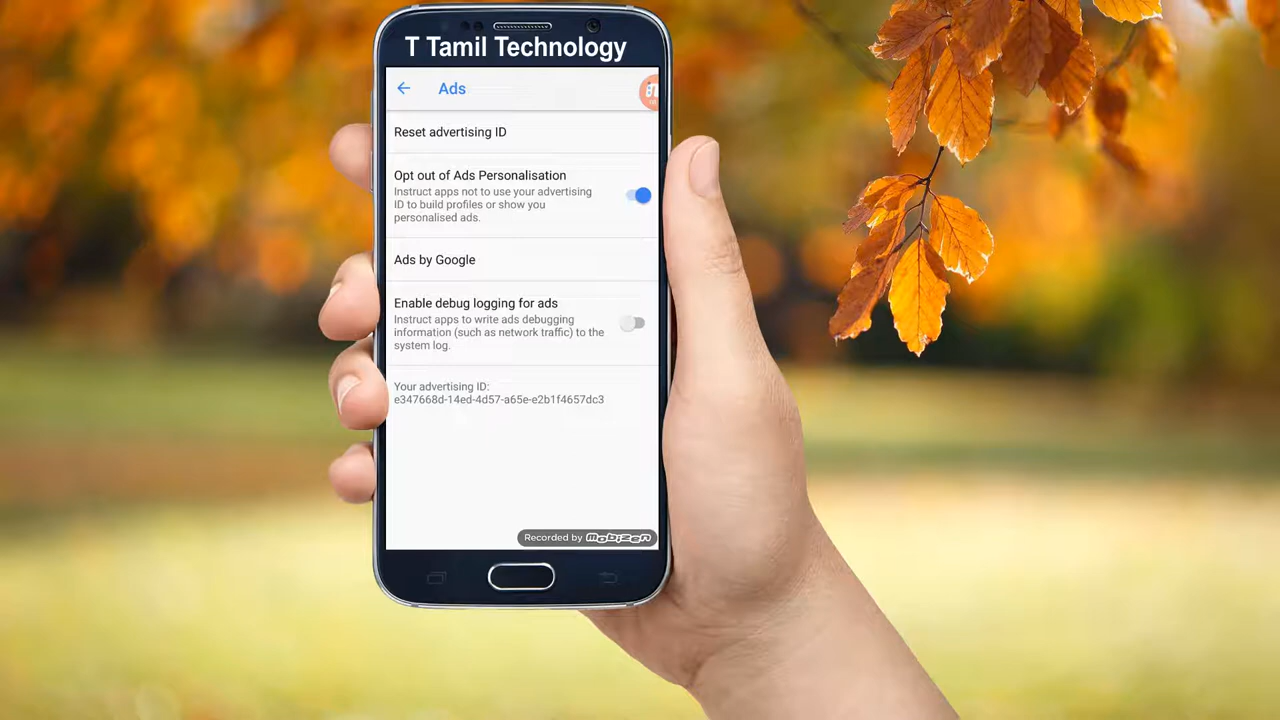 T Tamil Technology
Ads
Reset advertising ID
Opt out of Ads Personalisation
Instruct apps not to use your advertising
ID to build profiles or show you
personalised ads.
Ads by Google
Enable debug logging for ads
Instruct apps to write ads debugging
information (such as network traffic) to the
system log.
Your advertising ID:
e347668d-14ed-4d57-a65e-e2b1f4657dc3
Recorded by mobizen